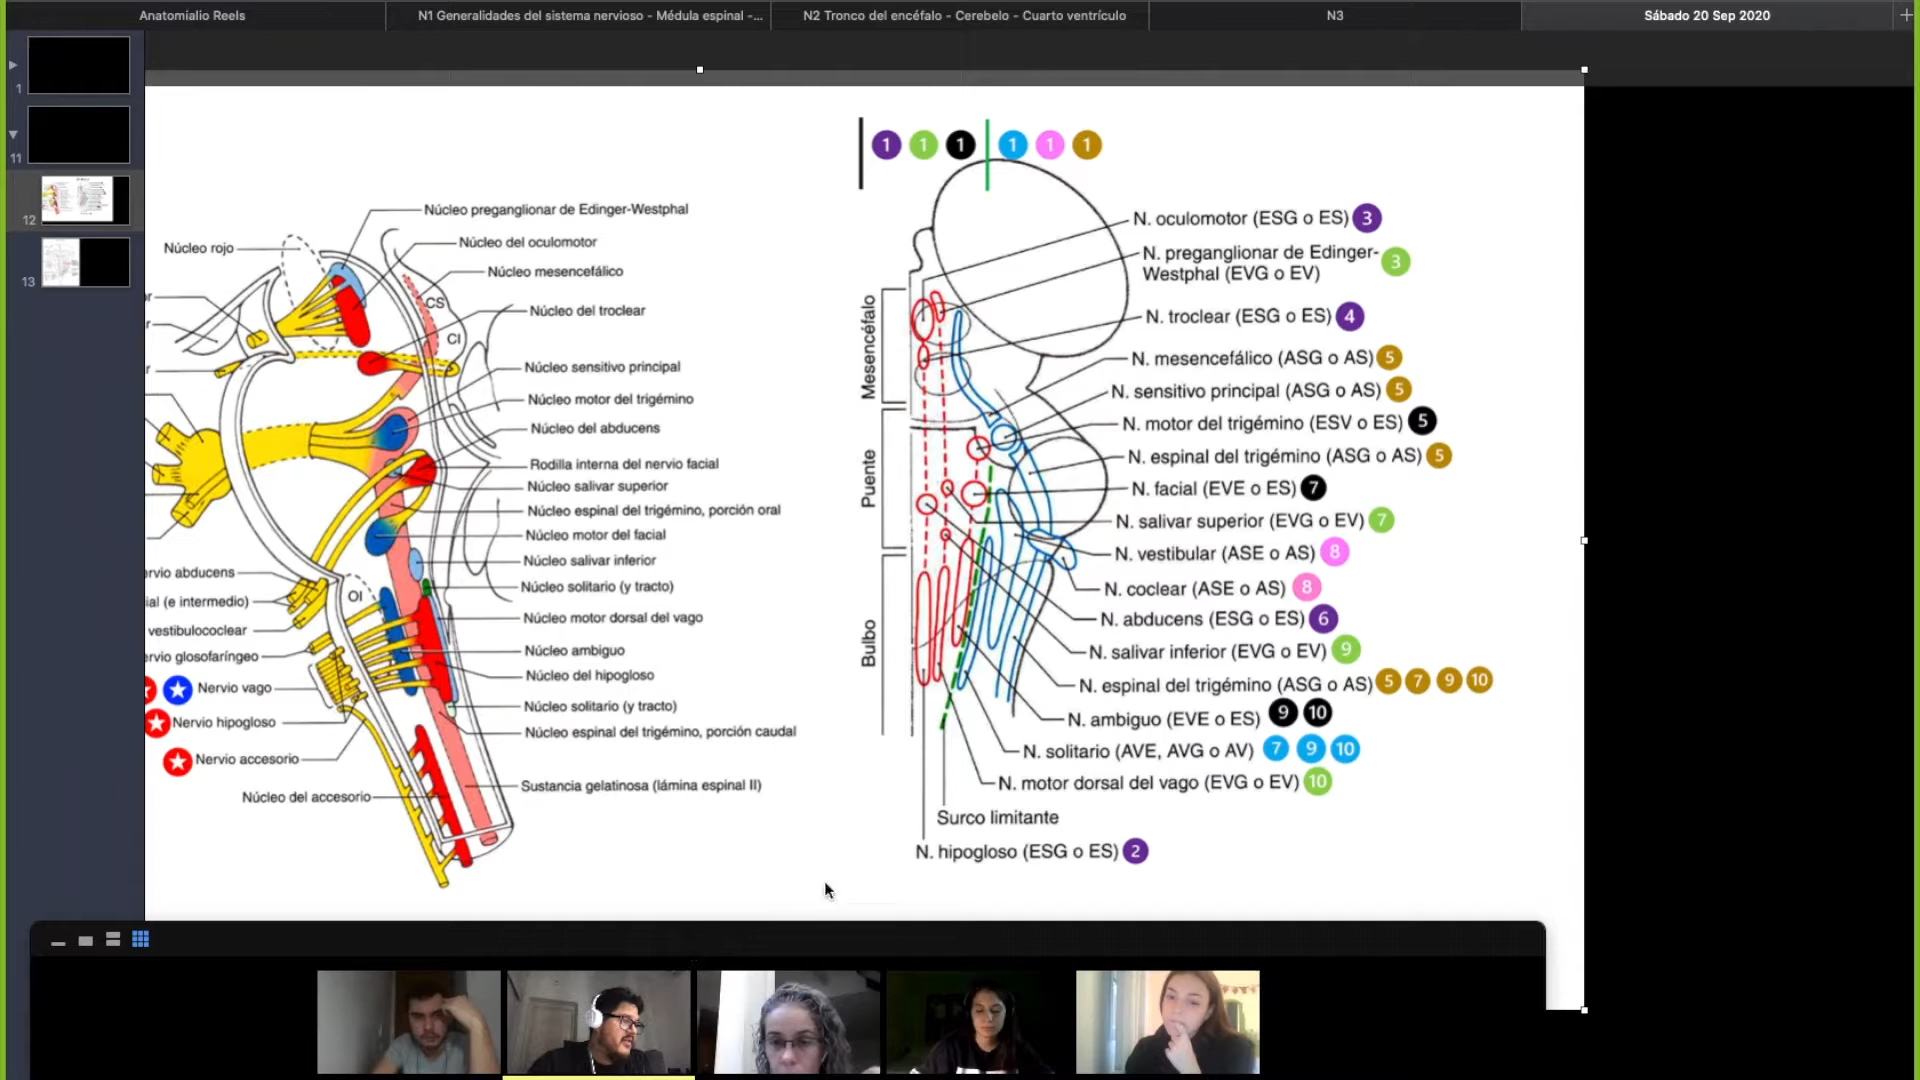 Anatomialio Reels
N1 Generalidades del sistema nervioso - Médula espinal -...
N2 Tronco del encéfalo - Cerebelo - Cuarto ventrículo
N3
Sábado 20 Sep 2020
1
11
12
13
Núcleo preganglionar de Edinger-Westphal
Núcleo rojo
Núcleo del oculomotor
Núcleo mesencefálico
CS
Núcleo del troclear
CI
Núcleo sensitivo principal
Núcleo motor del trigémino
Núcleo del abducens
Rodilla interna del nervio facial
Núcleo salivar superior
Núcleo espinal del trigémino, porción oral
Núcleo motor del facial
Núcleo salivar inferior
ervio abducens
Núcleo solitario (y tracto)
OI
ial (e intermedio)
Núcleo motor dorsal del vago
vestibulococlear
Núcleo ambiguo
ervio glosofaríngeo
Núcleo del hipogloso
Nervio vago
Núcleo solitario (y tracto)
Nervio hipogloso
Núcleo espinal del trigémino, porción caudal
Nervio accesorio
Sustancia gelatinosa (lámina espinal II)
Núcleo del accesorio
1 1 1 1 1 1
Mesencéfalo
Puente
Bulbo
N. oculomotor (ESG o ES) 3
N. preganglionar de Edinger-
Westphal (EVG o EV) 3
N. troclear (ESG o ES) 4
N. mesencefálico (ASG o AS) 5
N. sensitivo principal (ASG o AS) 5
N. motor del trigémino (ESV o ES) 5
N. espinal del trigémino (ASG o AS) 5
N. facial (EVE o ES) 7
N. salivar superior (EVG o EV) 7
N. vestibular (ASE o AS) 8
N. coclear (ASE o AS) 8
N. abducens (ESG o ES) 6
N. salivar inferior (EVG o EV) 9
N. espinal del trigémino (ASG o AS) 5 7 9 10
N. ambiguo (EVE o ES) 9 10
N. solitario (AVE, AVG o AV) 7 9 10
N. motor dorsal del vago (EVG o EV) 10
Surco limitante
N. hipogloso (ESG o ES) 2